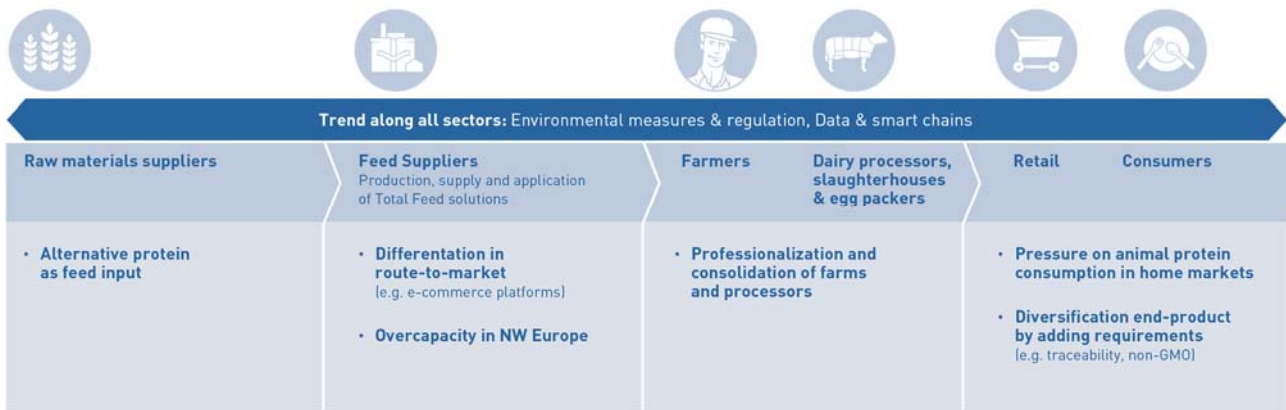 Trend along all sectors: Environmental measures & regulation, Data & smart chains
Raw materials suppliers
Feed Suppliers
Production, supply and application
of Total Feed solutions
Farmers
Dairy processors,
slaughterhouses
& egg packers
Retail
Consumers
• Alternative protein
as feed input
• Differentation in
route-to-market
(e.g. e-commerce platforms)
• Overcapacity in NW Europe
• Professionalization and
consolidation of farms
and processors
• Pressure on animal protein
consumption in home markets
• Diversification end-product
by adding requirements
(e.g. traceability, non-GMO)